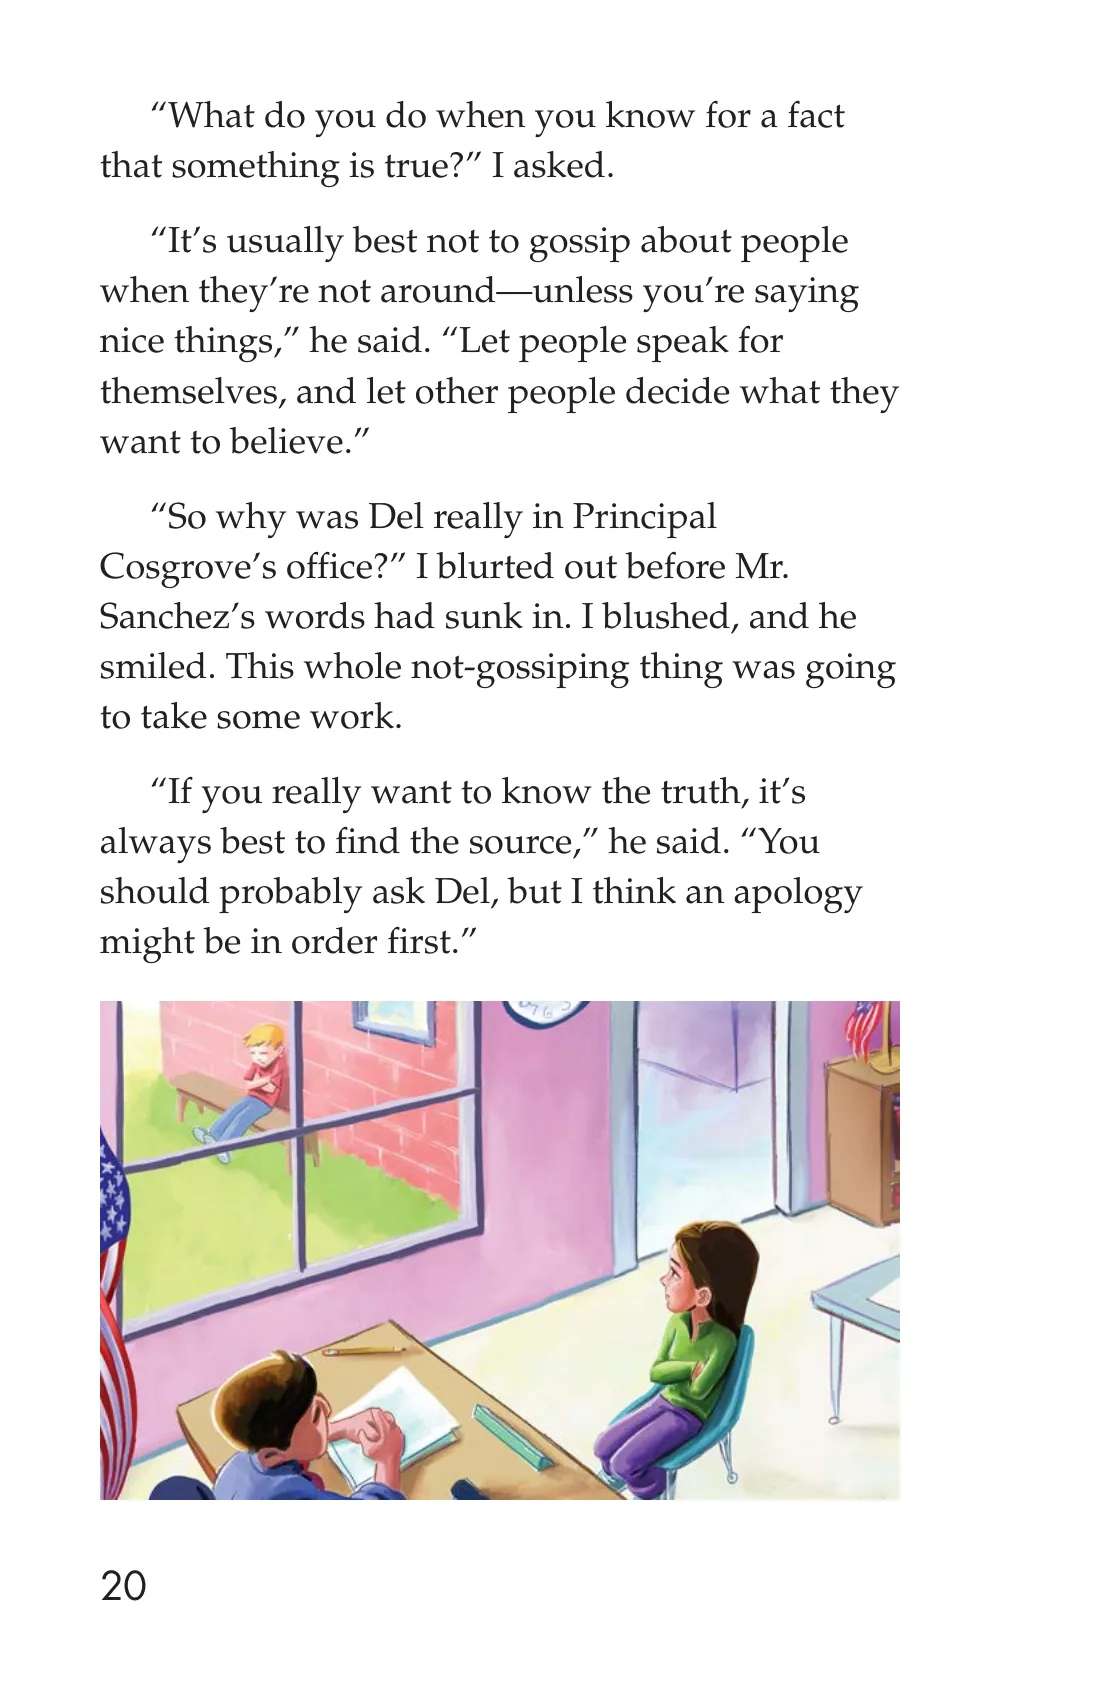 “What do you do when you know for a fact
that something is true?” I asked.
“It’s usually best not to gossip about people
when they’re not around—unless you’re saying
nice things,” he said. “Let people speak for
themselves, and let other people decide what they
want to believe.”
“So why was Del really in Principal
Cosgrove’s office?” I blurted out before Mr.
Sanchez’s words had sunk in. I blushed, and he
smiled. This whole not-gossiping thing was going
to take some work.
“If you really want to know the truth, it’s
always best to find the source,” he said. “You
should probably ask Del, but I think an apology
might be in order first.”
20